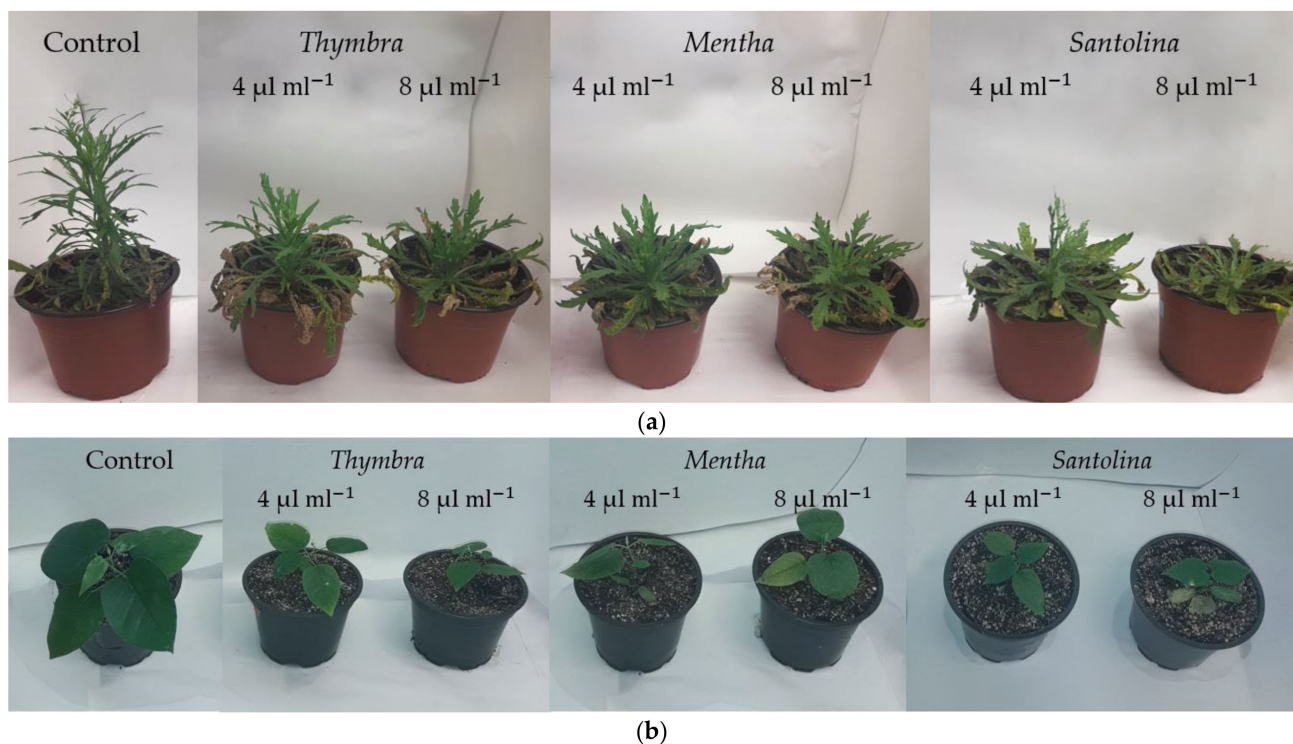 Control Thymbra Mentha Santolina
4 µl ml⁻¹ 8 µl ml⁻¹ 4 µl ml⁻¹ 8 µl ml⁻¹ 4 µl ml⁻¹ 8 µl ml⁻¹
(a)
Control Thymbra Mentha Santolina
4 µl ml⁻¹ 8 µl ml⁻¹ 4 µl ml⁻¹ 8 µl ml⁻¹ 4 µl ml⁻¹ 8 µl ml⁻¹
(b)